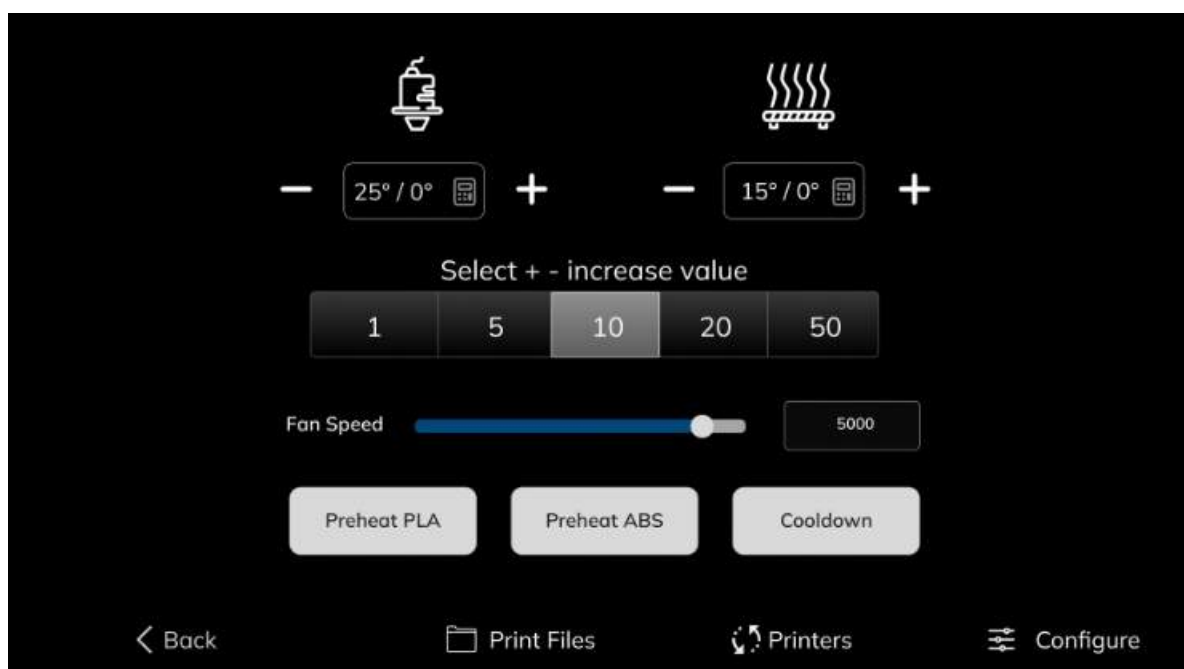 25° / 0°
15° / 0°
Select + - increase value
1 5 10 20 50
Fan Speed 5000
Preheat PLA Preheat ABS Cooldown
Back Print Files Printers Configure